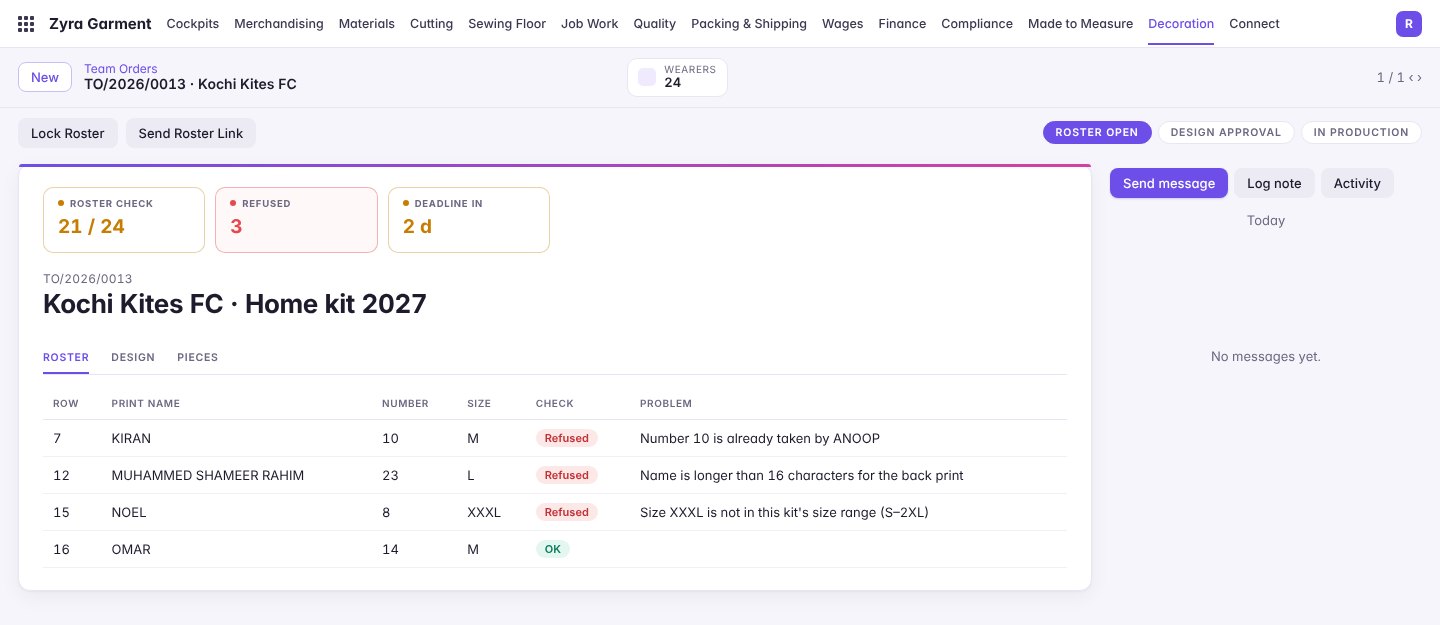 Zyra Garment Cockpits Merchandising Materials Cutting Sewing Floor Job Work Quality Packing & Shipping Wages Finance Compliance Made to Measure Decoration Connect R
New
Team Orders
TO/2026/0013 · Kochi Kites FC
WEARERS
24
1 / 1 ‹ ›
Lock Roster Send Roster Link
ROSTER OPEN DESIGN APPROVAL IN PRODUCTION
ROSTER CHECK
21 / 24
REFUSED
3
DEADLINE IN
2 d
TO/2026/0013
Kochi Kites FC · Home kit 2027
ROSTER DESIGN PIECES
ROW PRINT NAME NUMBER SIZE CHECK PROBLEM
7 KIRAN 10 M Refused Number 10 is already taken by ANOOP
12 MUHAMMED SHAMEER RAHIM 23 L Refused Name is longer than 16 characters for the back print
15 NOEL 8 XXXL Refused Size XXXL is not in this kit's size range (S–2XL)
16 OMAR 14 M OK
Send message Log note Activity
Today
No messages yet.